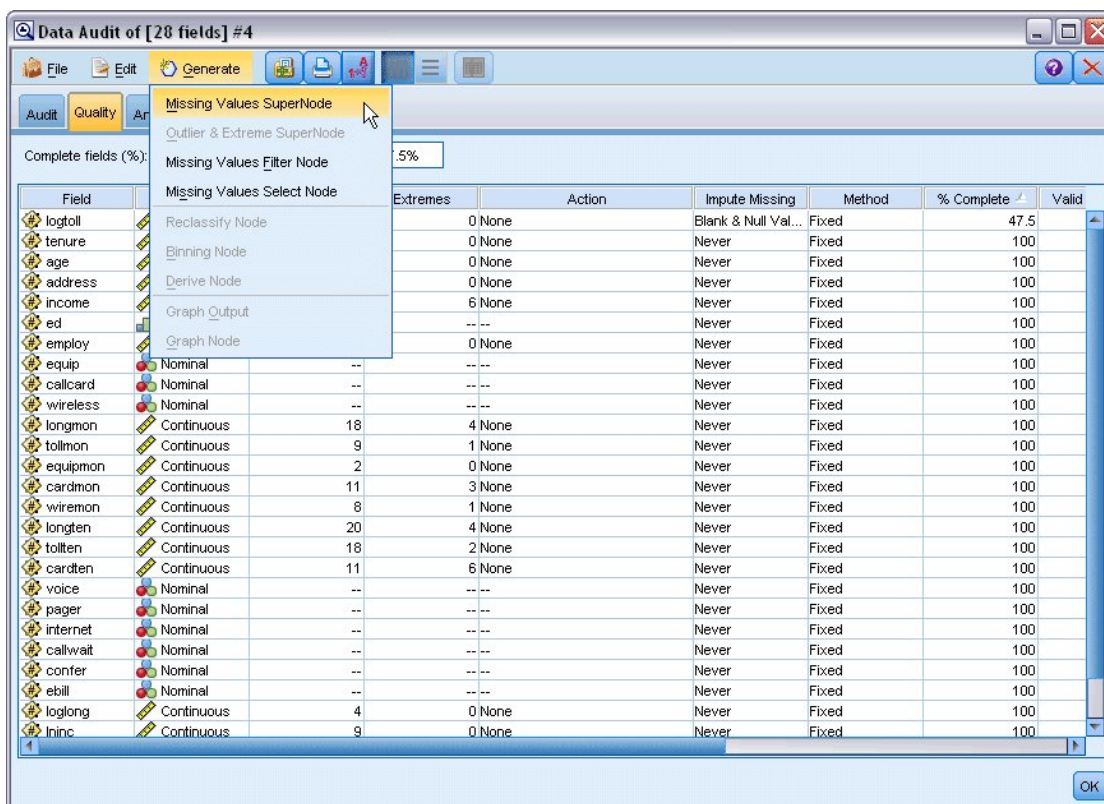 Data Audit of [28 fields] #4
File Edit Generate
Audit Quality An
Missing Values SuperNode
Outlier & Extreme SuperNode
Missing Values Filter Node
Missing Values Select Node
Reclassify Node
Binning Node
Derive Node
Graph Output
Graph Node
Complete fields (%): .5%
Field Extremes Action Impute Missing Method % Complete Valid
logtoll 0 None Blank & Null Val... Fixed 47.5
tenure 0 None Never Fixed 100
age 0 None Never Fixed 100
address 0 None Never Fixed 100
income 6 None Never Fixed 100
ed -- -- Never Fixed 100
employ 0 None Never Fixed 100
equip Nominal -- -- -- Never Fixed 100
callcard Nominal -- -- -- Never Fixed 100
wireless Nominal -- -- -- Never Fixed 100
longmon Continuous 18 4 None Never Fixed 100
tollmon Continuous 9 1 None Never Fixed 100
equipmon Continuous 2 0 None Never Fixed 100
cardmon Continuous 11 3 None Never Fixed 100
wiremon Continuous 8 1 None Never Fixed 100
longten Continuous 20 4 None Never Fixed 100
tollten Continuous 18 2 None Never Fixed 100
cardten Continuous 11 6 None Never Fixed 100
voice Nominal -- -- -- Never Fixed 100
pager Nominal -- -- -- Never Fixed 100
internet Nominal -- -- -- Never Fixed 100
callwait Nominal -- -- -- Never Fixed 100
confer Nominal -- -- -- Never Fixed 100
ebill Nominal -- -- -- Never Fixed 100
loglong Continuous 4 0 None Never Fixed 100
lninc Continuous 9 0 None Never Fixed 100
OK